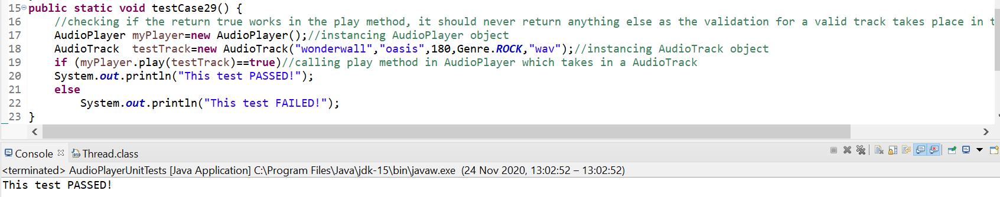 15 public static void testCase29() {
16 //checking if the return true works in the play method, it should never return anything else as the validation for a valid track takes place in t
17 AudioPlayer myPlayer=new AudioPlayer();//instancing AudioPlayer object
18 AudioTrack  testTrack=new AudioTrack("wonderwall","oasis",180,Genre.ROCK,"wav");//instancing AudioTrack object
19 if (myPlayer.play(testTrack)==true)//calling play method in AudioPlayer which takes in a AudioTrack
20 System.out.println("This test PASSED!");
21 else
22 System.out.println("This test FAILED!");
23 }
Console Thread.class
<terminated> AudioPlayerUnitTests [Java Application] C:\Program Files\Java\jdk-15\bin\javaw.exe (24 Nov 2020, 13:02:52 – 13:02:52)
This test PASSED!